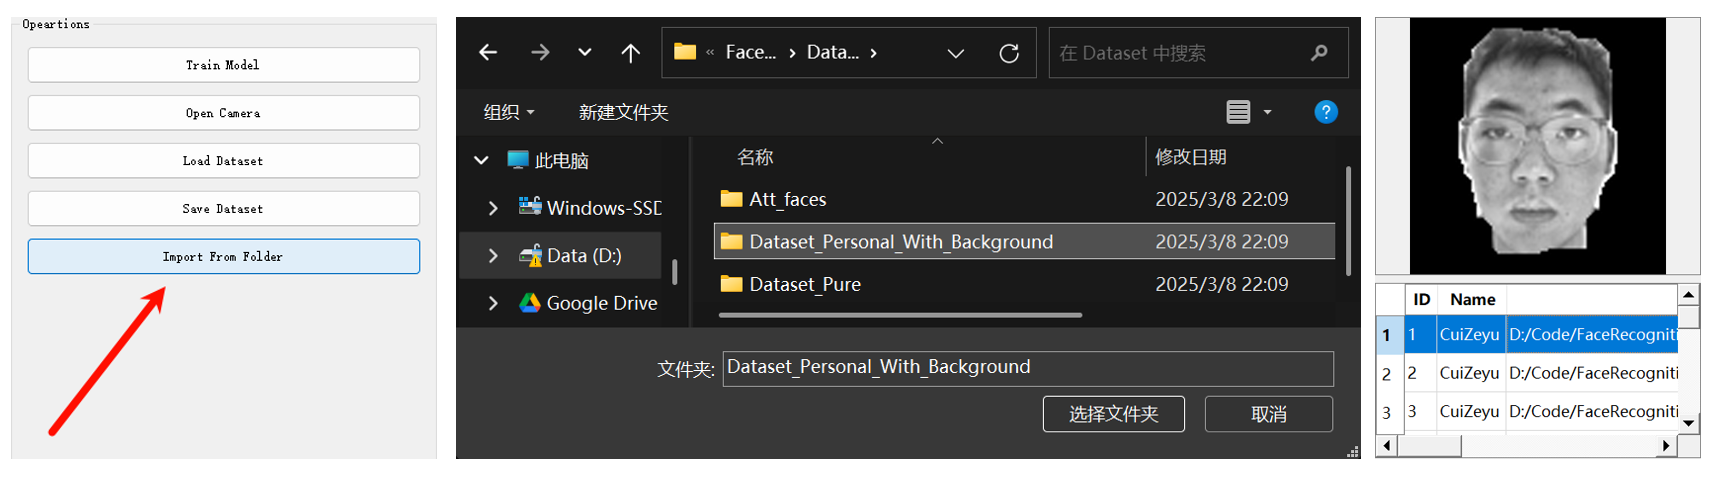 Opeartions
Train Model
Open Camera
Load Dataset
Save Dataset
Import From Folder
« Face... › Data... ›
在 Dataset 中搜索
组织
新建文件夹
?
此电脑
Windows-SSD
Data (D:)
Google Drive
名称 修改日期
Att_faces 2025/3/8 22:09
Dataset_Personal_With_Background 2025/3/8 22:09
Dataset_Pure 2025/3/8 22:09
文件夹: Dataset_Personal_With_Background
选择文件夹 取消
ID Name
1 1 CuiZeyu D:/Code/FaceRecogniti
2 2 CuiZeyu D:/Code/FaceRecogniti
3 3 CuiZeyu D:/Code/FaceRecogniti